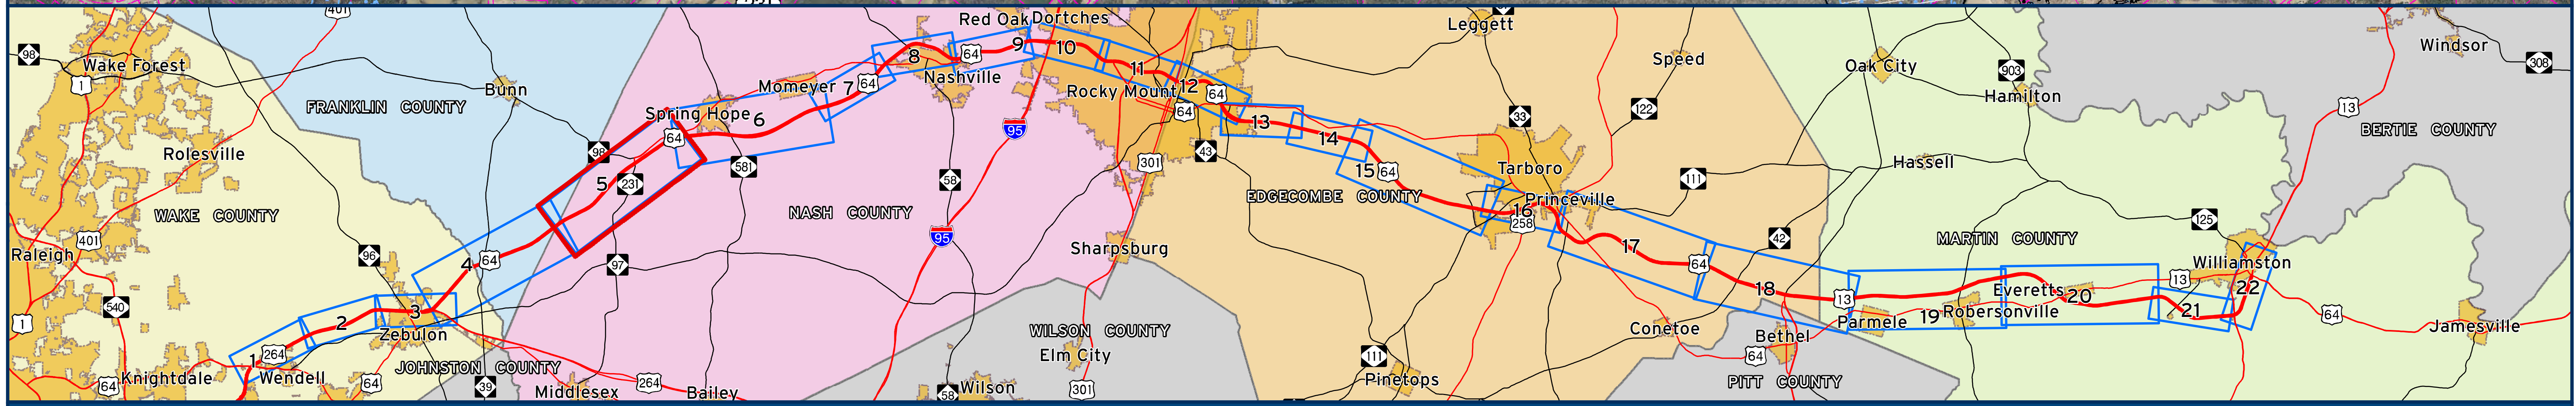 401
Red Oak
Dortches
Leggett
98
Wake Forest
1
FRANKLIN COUNTY
Bunn
Momeyer
7
64
8
64
9
10
11
12
64
Nashville
Rocky Mount
64
Speed
Oak City
903
Hamilton
Windsor
308
13
BERTIE COUNTY
Spring Hope
64
6
95
13
14
33
122
Rolesville
98
5
231
581
58
301
43
15
64
Tarboro
111
Hassell
WAKE COUNTY
NASH COUNTY
EDGECOMBE COUNTY
Princeville
16
258
125
401
Raleigh
96
4
64
97
95
Sharpsburg
17
64
42
MARTIN COUNTY
Williamston
540
1
2
3
Zebulon
18
13
Everetts
20
13
22
21
19
Robersonville
Parmele
64
Jamesville
1
264
Wendell
Knightdale
64
64
JOHNSTON COUNTY
39
Middlesex
264
Bailey
WILSON COUNTY
Elm City
58
Wilson
301
111
Pinetops
Conetoe
Bethel
64
PITT COUNTY